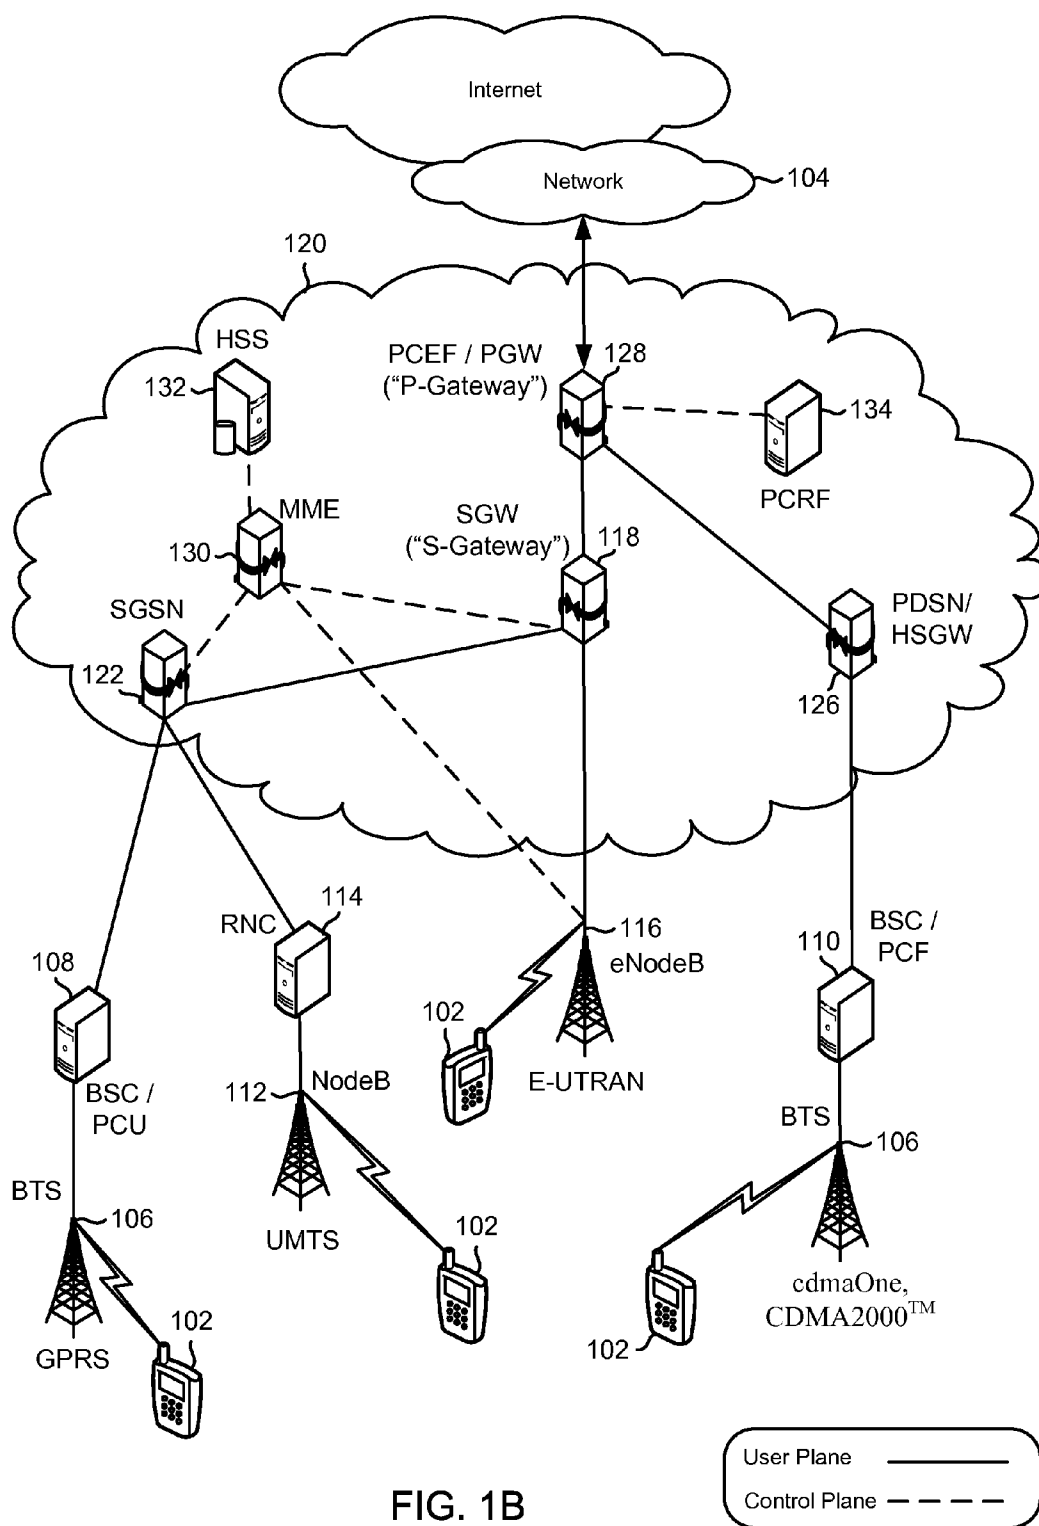 Internet
Network
104
120
HSS
132
PCEF / PGW
("P-Gateway")
128
134
PCRF
MME
130
SGW
("S-Gateway")
118
SGSN
122
PDSN/
HSGW
126
RNC
114
116
eNodeB
BSC /
PCF
110
108
102
E-UTRAN
BSC /
PCU
NodeB
112
BTS
106
BTS
106
UMTS
102
cdmaOne,
CDMA2000™
102
GPRS
102
User Plane
Control Plane
FIG. 1B